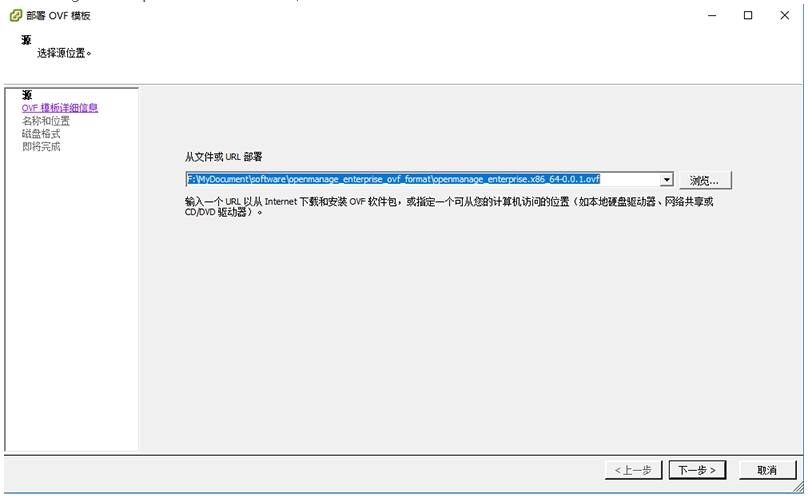 部署 OVF 模板
源
选择源位置。
源
OVF 模板详细信息
名称和位置
磁盘格式
即将完成
从文件或 URL 部署
F:\MyDocument\software\openmanage_enterprise_ovf_format\openmanage_enterprise.x86_64-0.0.1.ovf
浏览...
输入一个 URL 以从 Internet 下载和安装 OVF 软件包，或指定一个可从您的计算机访问的位置（如本地硬盘驱动器、网络共享或
CD/DVD 驱动器）。
<上一步 下一步 > 取消